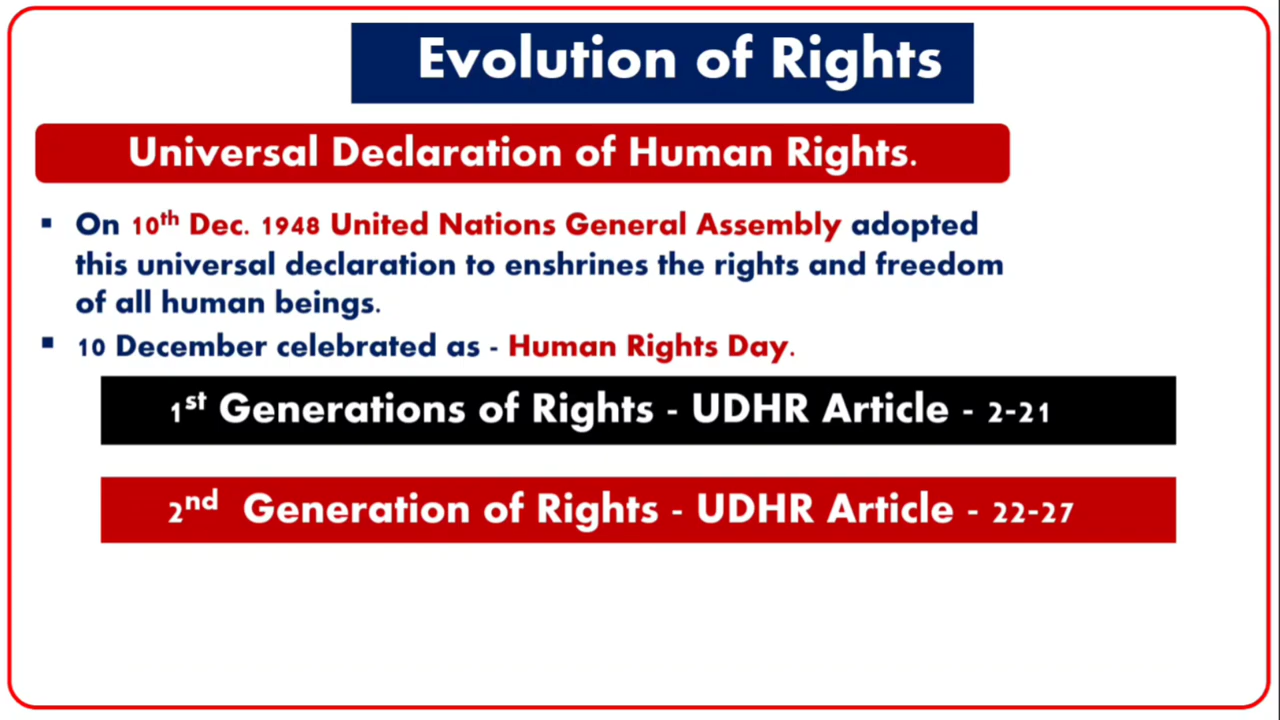 Evolution of Rights
Universal Declaration of Human Rights.
▪ On 10th Dec. 1948 United Nations General Assembly adopted
this universal declaration to enshrines the rights and freedom
of all human beings.
▪ 10 December celebrated as - Human Rights Day.
1st Generations of Rights - UDHR Article - 2-21
2nd Generation of Rights - UDHR Article - 22-27